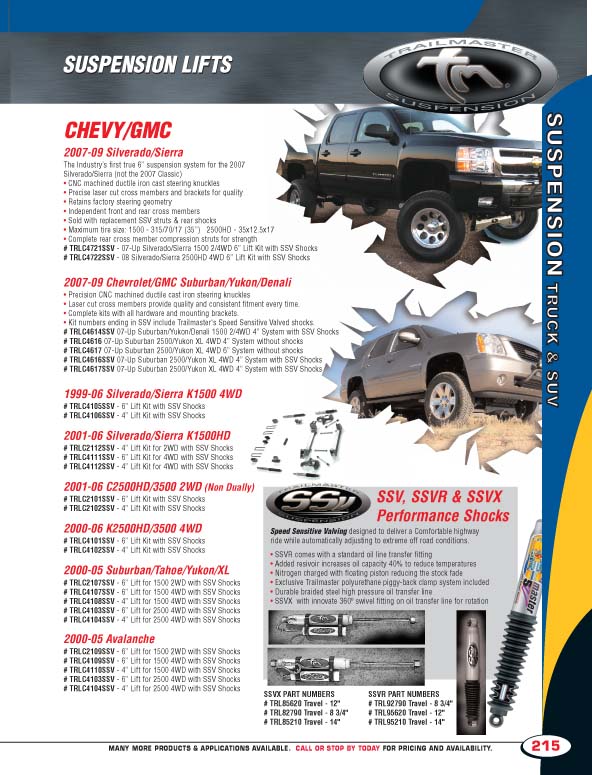 SUSPENSION LIFTS
TRAILMASTER
tm
SUSPENSION
SUSPENSION TRUCK & SUV
CHEVY/GMC
2007-09 Silverado/Sierra
The Industry's first true 6" suspension system for the 2007
Silverado/Sierra (not the 2007 Classic)
• CNC machined ductile iron cast steering knuckles
• Precise laser cut cross members and brackets for quality
• Retains factory steering geometry
• Independent front and rear cross members
• Sold with replacement SSV struts & rear shocks
• Maximum tire size: 1500 - 315/70/17 (35") 2500HD - 35x12.5x17
• Complete rear cross member compression struts for strength
# TRLC4721SSV - 07-Up Silverado/Sierra 1500 2/4WD 6" Lift Kit with SSV Shocks
# TRLC4722SSV - 08 Silverado/Sierra 2500HD 4WD 6" Lift Kit with SSV Shocks
2007-09 Chevrolet/GMC Suburban/Yukon/Denali
• Precision CNC machined ductile cast iron steering knuckles
• Laser cut cross members provide quality and consistent fitment every time.
• Complete kits with all hardware and mounting brackets.
• Kit numbers ending in SSV include Trailmaster's Speed Sensitive Valved shocks.
# TRLC4614SSV 07-Up Suburban/Yukon/Denali 1500 2/4WD 4" System with SSV Shocks
# TRLC4616 07-Up Suburban 2500/Yukon XL 4WD 4" System without shocks
# TRLC4617 07-Up Suburban 2500/Yukon XL 4WD 6" System without shocks
# TRLC4616SSV 07-Up Suburban 2500/Yukon XL 4WD 4" System with SSV Shocks
# TRLC4617SSV 07-Up Suburban 2500/Yukon XL 4WD 4" System with SSV Shocks
1999-06 Silverado/Sierra K1500 4WD
# TRLC4105SSV - 6" Lift Kit with SSV Shocks
# TRLC4106SSV - 4" Lift Kit with SSV Shocks
2001-06 Silverado/Sierra K1500HD
# TRLC2112SSV - 4" Lift Kit for 2WD with SSV Shocks
# TRLC4111SSV - 6" Lift Kit for 4WD with SSV Shocks
# TRLC4112SSV - 4" Lift Kit for 4WD with SSV Shocks
2001-06 C2500HD/3500 2WD (Non Dually)
# TRLC2101SSV - 6" Lift Kit with SSV Shocks
# TRLC2102SSV - 4" Lift Kit with SSV Shocks
2000-06 K2500HD/3500 4WD
# TRLC4101SSV - 6" Lift Kit with SSV Shocks
# TRLC4102SSV - 4" Lift Kit with SSV Shocks
2000-05 Suburban/Tahoe/Yukon/XL
# TRLC2107SSV - 6" Lift for 1500 2WD with SSV Shocks
# TRLC4107SSV - 6" Lift for 1500 4WD with SSV Shocks
# TRLC4108SSV - 4" Lift for 1500 4WD with SSV Shocks
# TRLC4103SSV - 6" Lift for 2500 4WD with SSV Shocks
# TRLC4104SSV - 4" Lift for 2500 4WD with SSV Shocks
2000-05 Avalanche
# TRLC2109SSV - 6" Lift for 1500 2WD with SSV Shocks
# TRLC4109SSV - 6" Lift for 1500 4WD with SSV Shocks
# TRLC4110SSV - 4" Lift for 1500 4WD with SSV Shocks
# TRLC4103SSV - 6" Lift for 2500 4WD with SSV Shocks
# TRLC4104SSV - 4" Lift for 2500 4WD with SSV Shocks
TRAILMASTER
SSV
SUSPENSION
SSV, SSVR & SSVX
Performance Shocks
Speed Sensitive Valving designed to deliver a Comfortable highway
ride while automatically adjusting to extreme off road conditions.
• SSVR comes with a standard oil line transfer fitting
• Added resivoir increases oil capacity 40% to reduce temperatures
• Nitrogen charged with floating piston reducing the stock fade
• Exclusive Trailmaster polyurethane piggy-back clamp system included
• Durable braided steel high pressure oil transfer line
• SSVX with innovate 360º swivel fitting on oil transfer line for rotation
SSVX PART NUMBERS
# TRL85620 Travel - 12"
# TRL82790 Travel - 8 3/4"
# TRL85210 Travel - 14"
SSVR PART NUMBERS
# TRL92790 Travel - 8 3/4"
# TRL95620 Travel - 12"
# TRL95210 Travel - 14"
MANY MORE PRODUCTS & APPLICATIONS AVAILABLE. CALL OR STOP BY TODAY FOR PRICING AND AVAILABILITY.
215